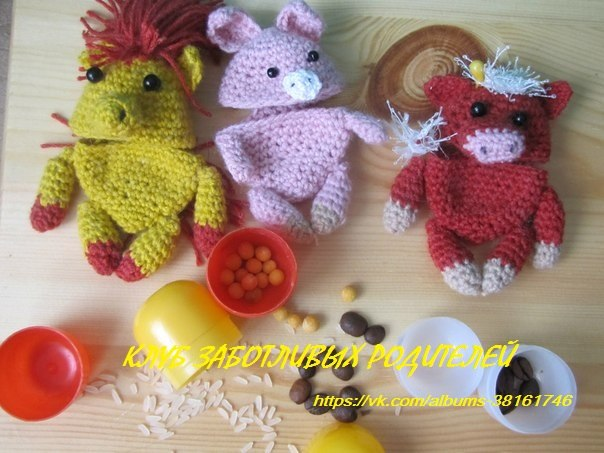 КЛУБ ЗАБОТЛИВЫХ РОДИТЕЛЕЙ
https://vk.com/albums-38161746